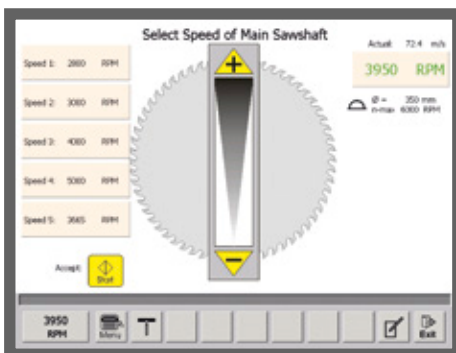 Select Speed of Main Sawshaft
Actual: 72.4 m/s
3950 RPM
Ø = 350 mm
n-max 6000 RPM
Speed 1: 2800 RPM
Speed 2: 3000 RPM
Speed 3: 4000 RPM
Speed 4: 5000 RPM
Speed 5: 3665 RPM
+
−
Accept: Start
3950 RPM
Menu
Exit